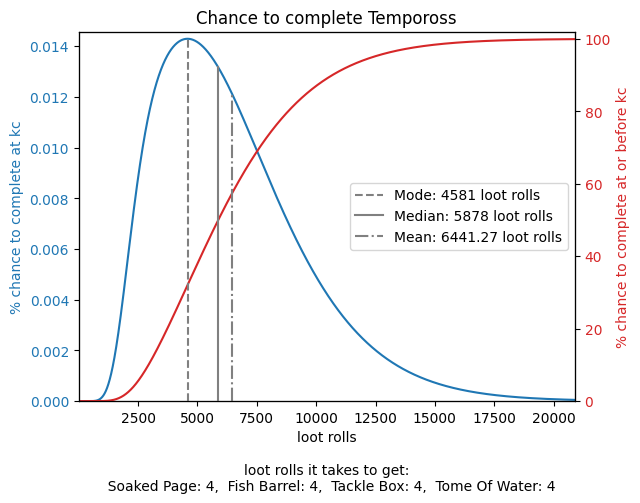 Chance to complete Tempoross
% chance to complete at kc
0.014
0.012
0.010
0.008
0.006
0.004
0.002
0.000
100
80
60
40
20
0
% chance to complete at or before kc
Mode: 4581 loot rolls
Median: 5878 loot rolls
Mean: 6441.27 loot rolls
2500 5000 7500 10000 12500 15000 17500 20000
loot rolls
loot rolls it takes to get:
Soaked Page: 4,  Fish Barrel: 4,  Tackle Box: 4,  Tome Of Water: 4